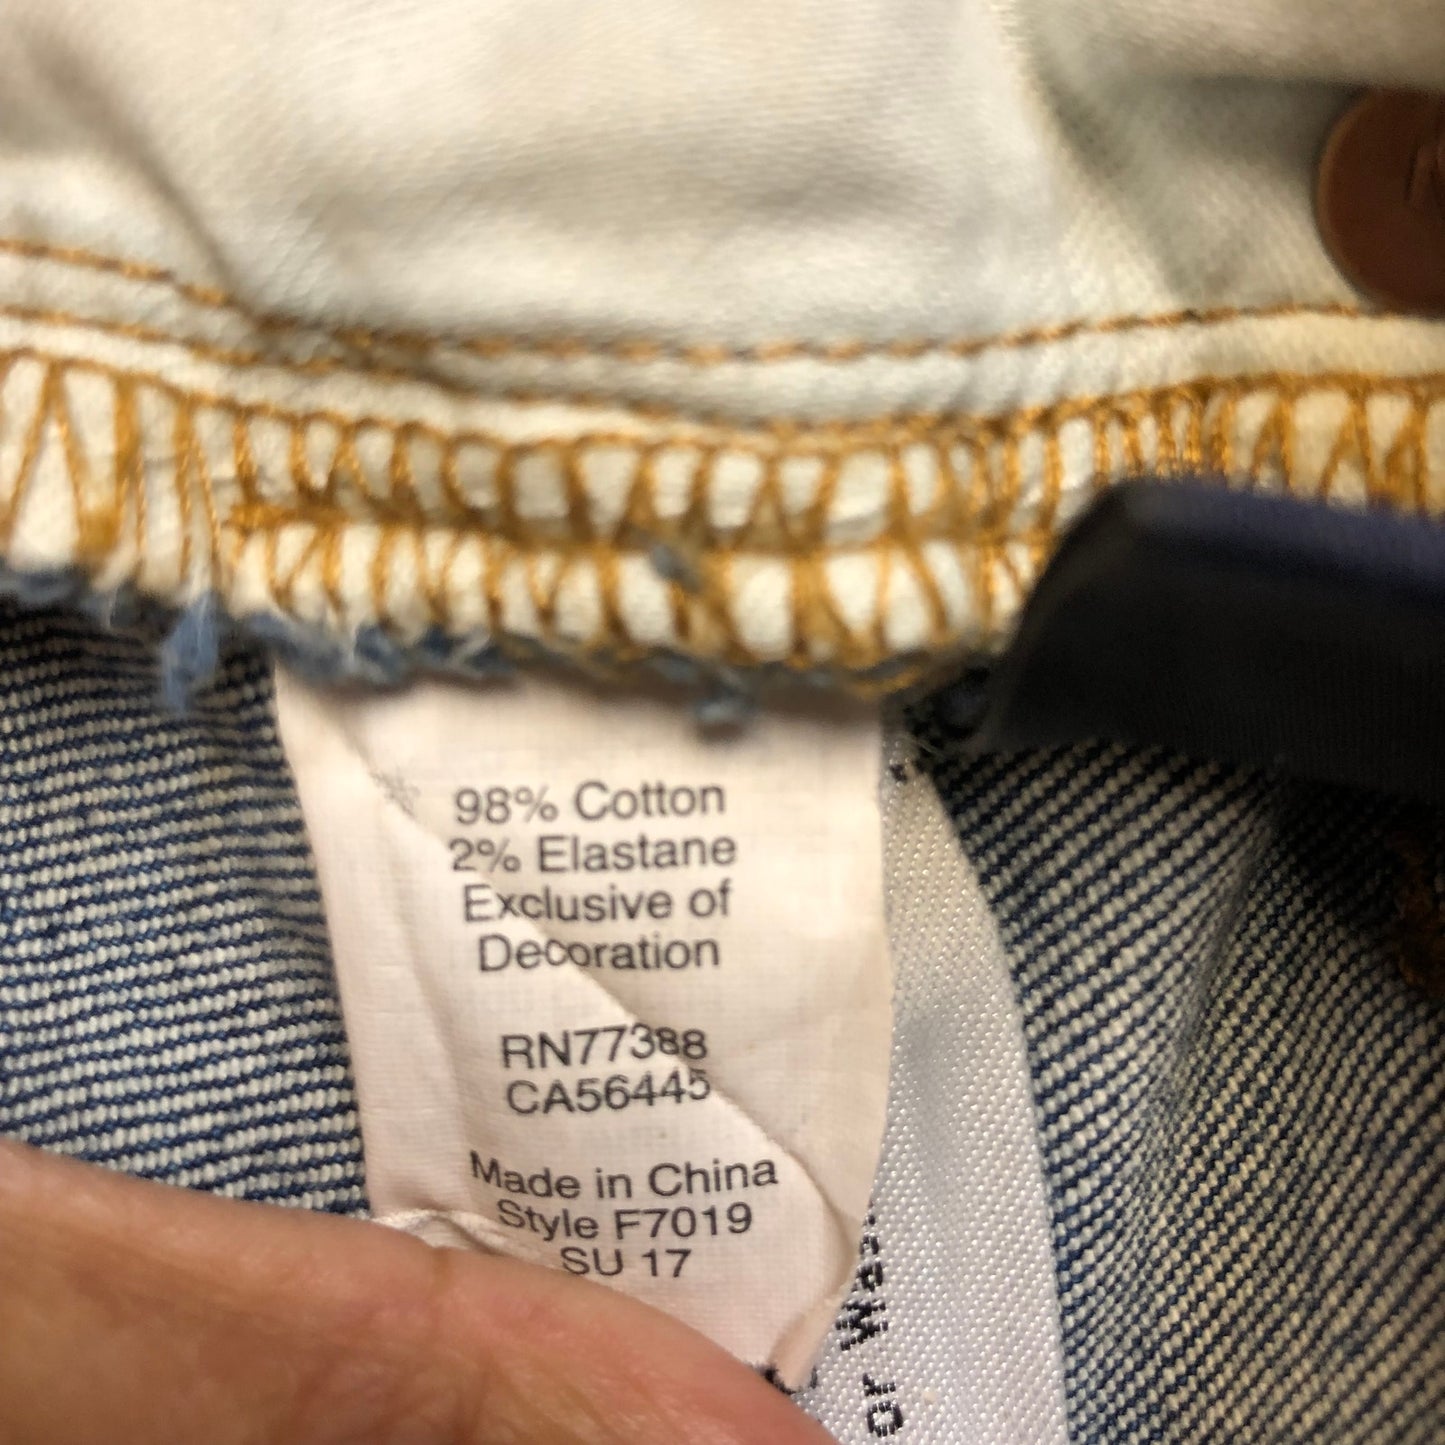 98% Cotton
2% Elastane
Exclusive of
Decoration
RN77388
CA56445
Made in China
Style F7019
SU 17